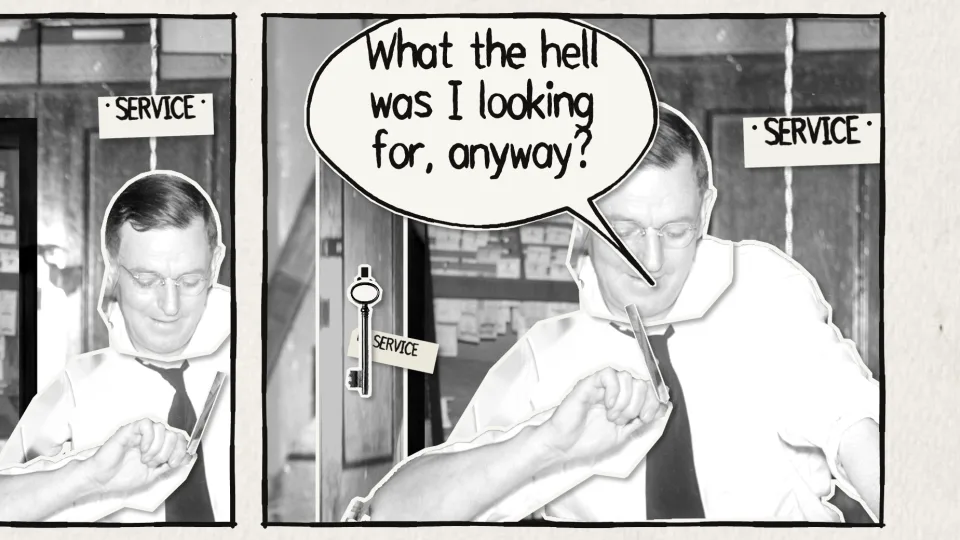 · SERVICE ·
What the hell
was I looking
for, anyway?
· SERVICE ·
SERVICE